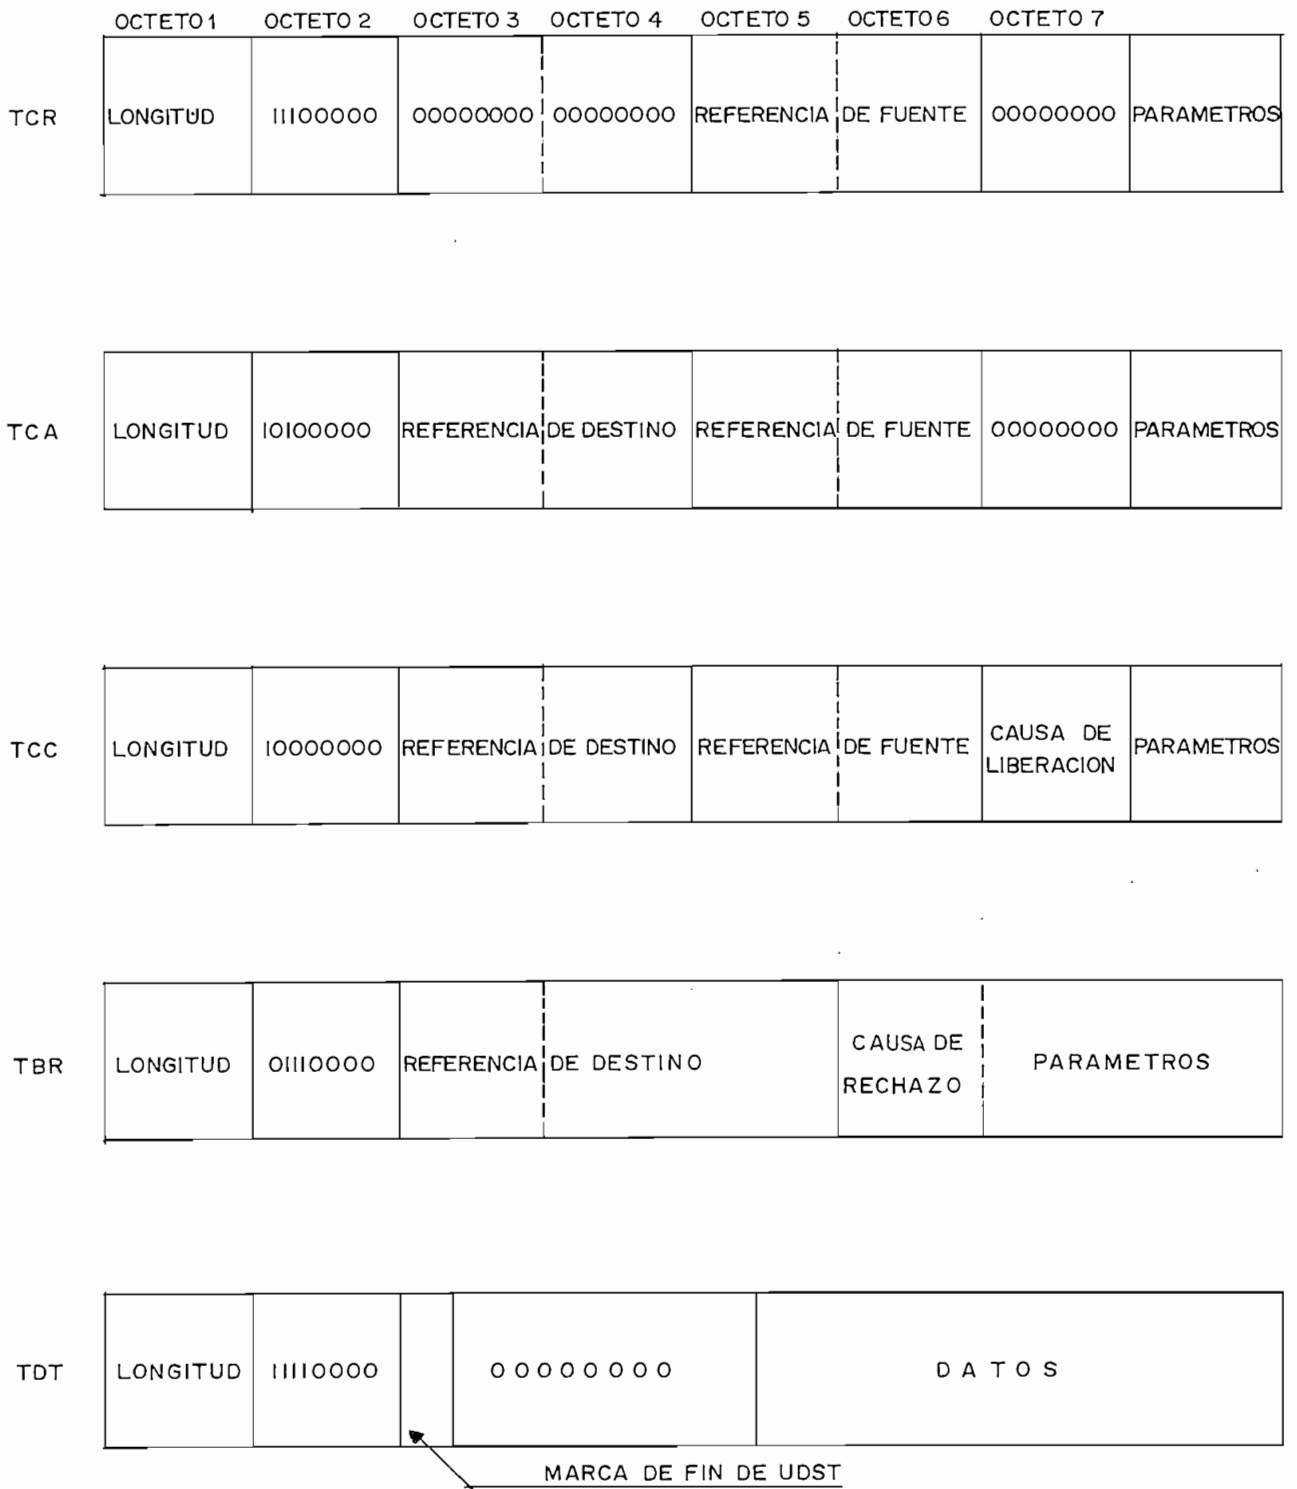 OCTETO 1 OCTETO 2 OCTETO 3 OCTETO 4 OCTETO 5 OCTETO 6 OCTETO 7
TCR LONGITUD 11100000 00000000 00000000 REFERENCIA DE FUENTE 00000000 PARAMETROS
TCA LONGITUD 10100000 REFERENCIA DE DESTINO REFERENCIA DE FUENTE 00000000 PARAMETROS
TCC LONGITUD 10000000 REFERENCIA DE DESTINO REFERENCIA DE FUENTE CAUSA DE LIBERACION PARAMETROS
TBR LONGITUD 01110000 REFERENCIA DE DESTINO CAUSA DE RECHAZO PARAMETROS
TDT LONGITUD 11110000 00000000 DATOS
MARCA DE FIN DE UDST